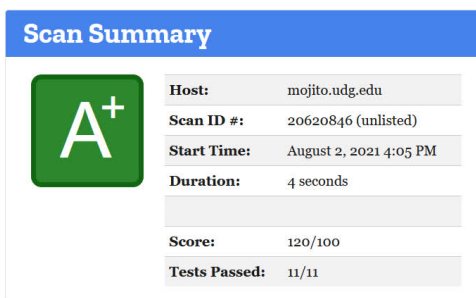 Scan Summary
A+
Host: mojito.udg.edu
Scan ID #: 20620846 (unlisted)
Start Time: August 2, 2021 4:05 PM
Duration: 4 seconds
Score: 120/100
Tests Passed: 11/11